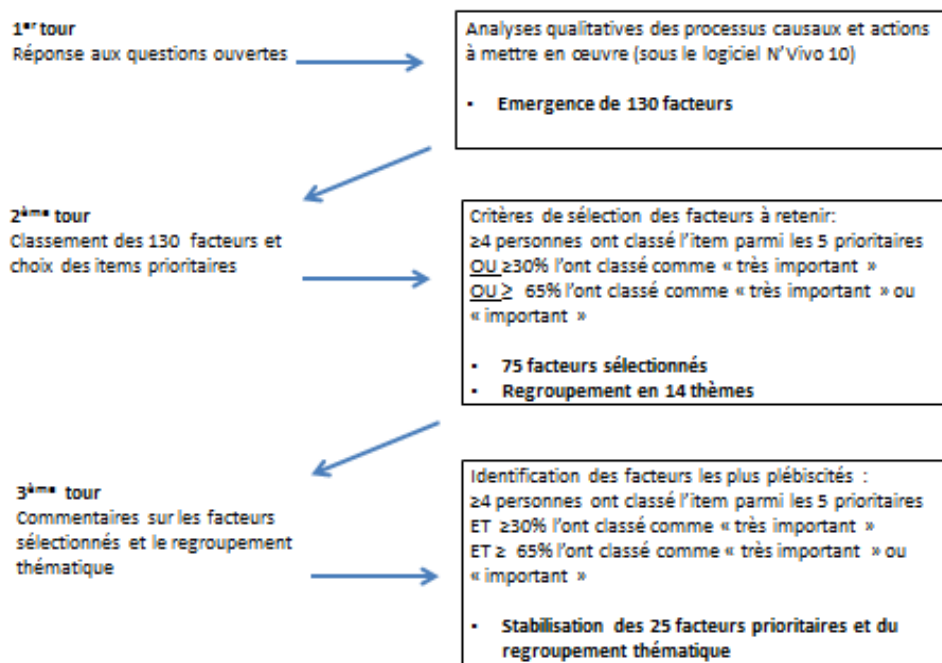 1er tour
Réponse aux questions ouvertes
Analyses qualitatives des processus causaux et actions
à mettre en œuvre (sous le logiciel N'Vivo 10)
▪ Emergence de 130 facteurs
2ème tour
Classement des 130 facteurs et
choix des items prioritaires
Critères de sélection des facteurs à retenir:
≥4 personnes ont classé l'item parmi les 5 prioritaires
OU ≥30% l'ont classé comme « très important »
OU ≥ 65% l'ont classé comme « très important » ou
« important »
▪ 75 facteurs sélectionnés
▪ Regroupement en 14 thèmes
3ème tour
Commentaires sur les facteurs
sélectionnés et le regroupement
thématique
Identification des facteurs les plus plébiscités :
≥4 personnes ont classé l'item parmi les 5 prioritaires
ET ≥30% l'ont classé comme « très important »
ET ≥ 65% l'ont classé comme « très important » ou
« important »
▪ Stabilisation des 25 facteurs prioritaires et du
regroupement thématique